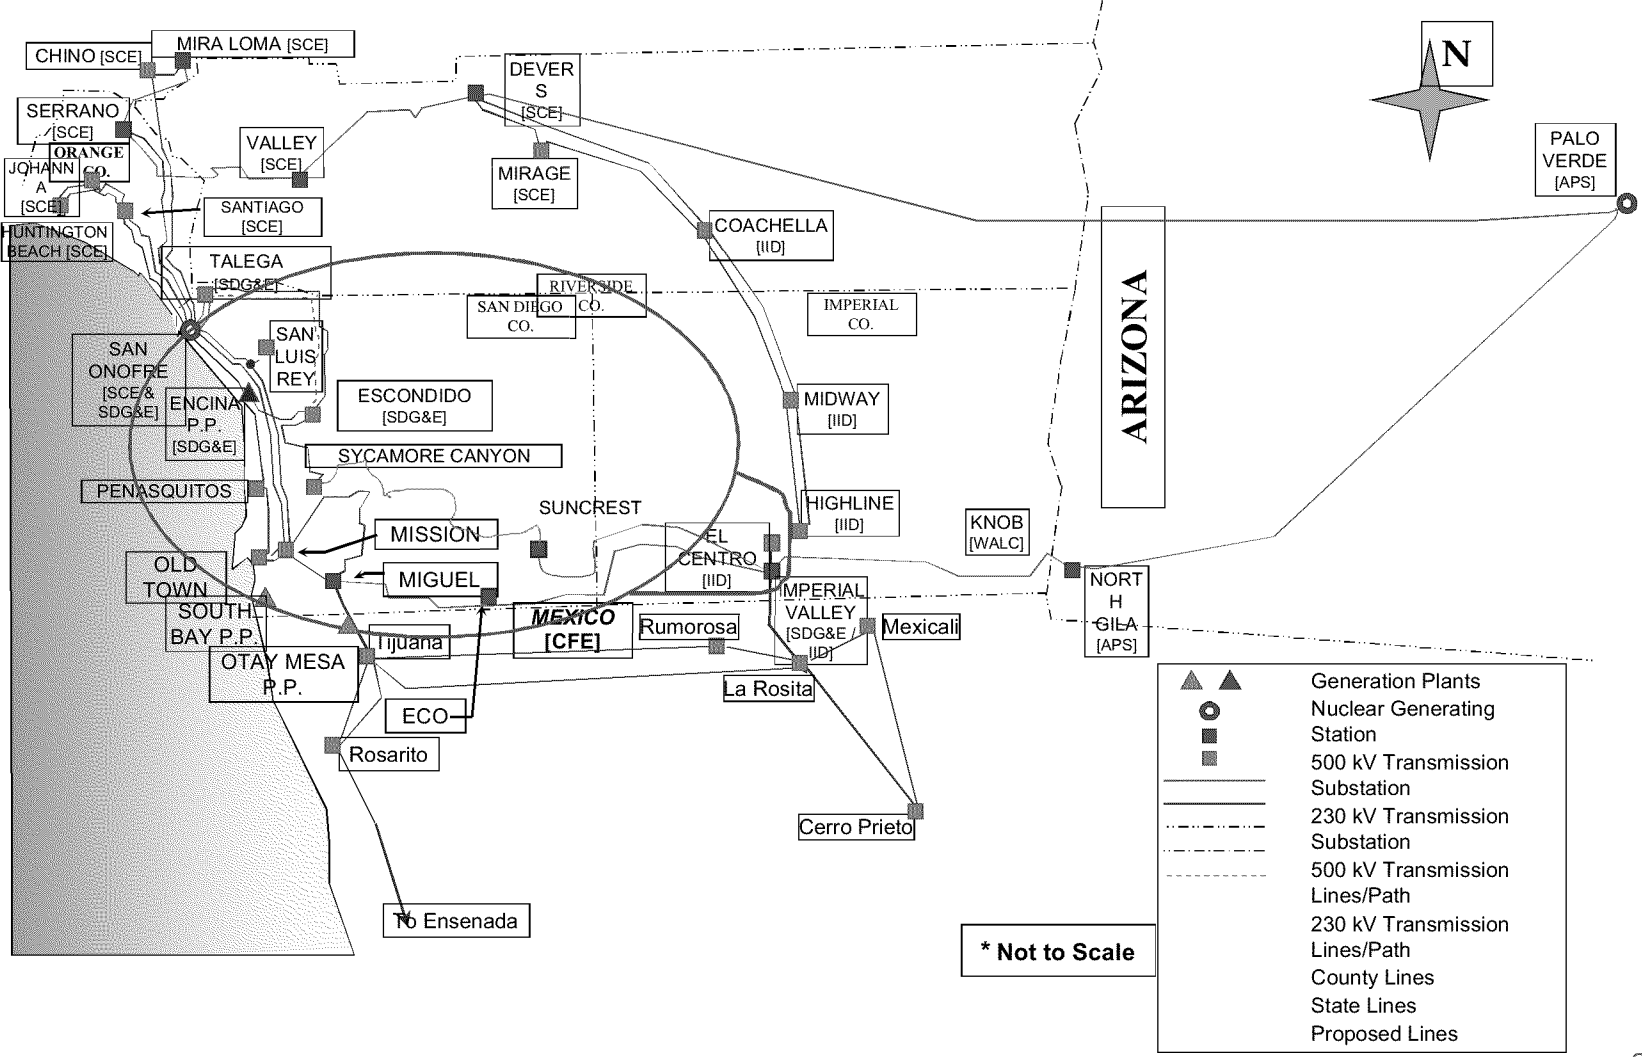 MIRA LOMA [SCE]
CHINO [SCE]
N
DEVER
S
[SCE]
SERRANO
[SCE]
VALLEY
[SCE]
PALO
VERDE
[APS]
ORANGE
CO.
JOHANN
A
[SCE]
MIRAGE
[SCE]
SANTIAGO
[SCE]
HUNTINGTON
BEACH [SCE]
COACHELLA
[IID]
TALEGA
[SDG&E]
RIVERSIDE
CO.
SAN DIEGO
CO.
IMPERIAL
CO.
ARIZONA
SAN
LUIS
REY
SAN
ONOFRE
[SCE &
SDG&E]
ENCINA
P.P.
[SDG&E]
ESCONDIDO
[SDG&E]
MIDWAY
[IID]
SYCAMORE CANYON
PENASQUITOS
SUNCREST
HIGHLINE
[IID]
KNOB
[WALC]
MISSION
EL
CENTRO
[IID]
OLD
TOWN
MIGUEL
NORT
H
GILA
[APS]
IMPERIAL
VALLEY
[SDG&E /
IID]
SOUTH
BAY P.P.
MEXICO
[CFE]
Rumorosa
Mexicali
Tijuana
OTAY MESA
P.P.
La Rosita
ECO
Rosarito
Cerro Prieto
To Ensenada
* Not to Scale
Generation Plants
Nuclear Generating
Station
500 kV Transmission
Substation
230 kV Transmission
Substation
500 kV Transmission
Lines/Path
230 kV Transmission
Lines/Path
County Lines
State Lines
Proposed Lines